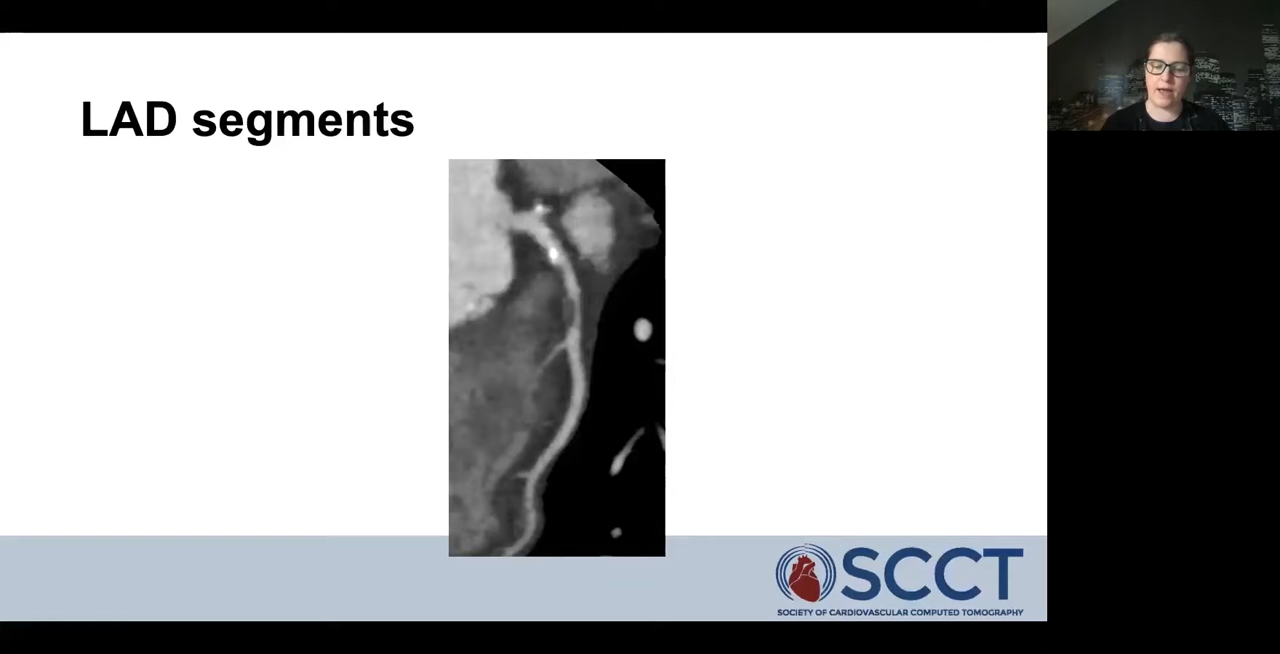 LAD segments
SCCT
SOCIETY OF CARDIOVASCULAR COMPUTED TOMOGRAPHY